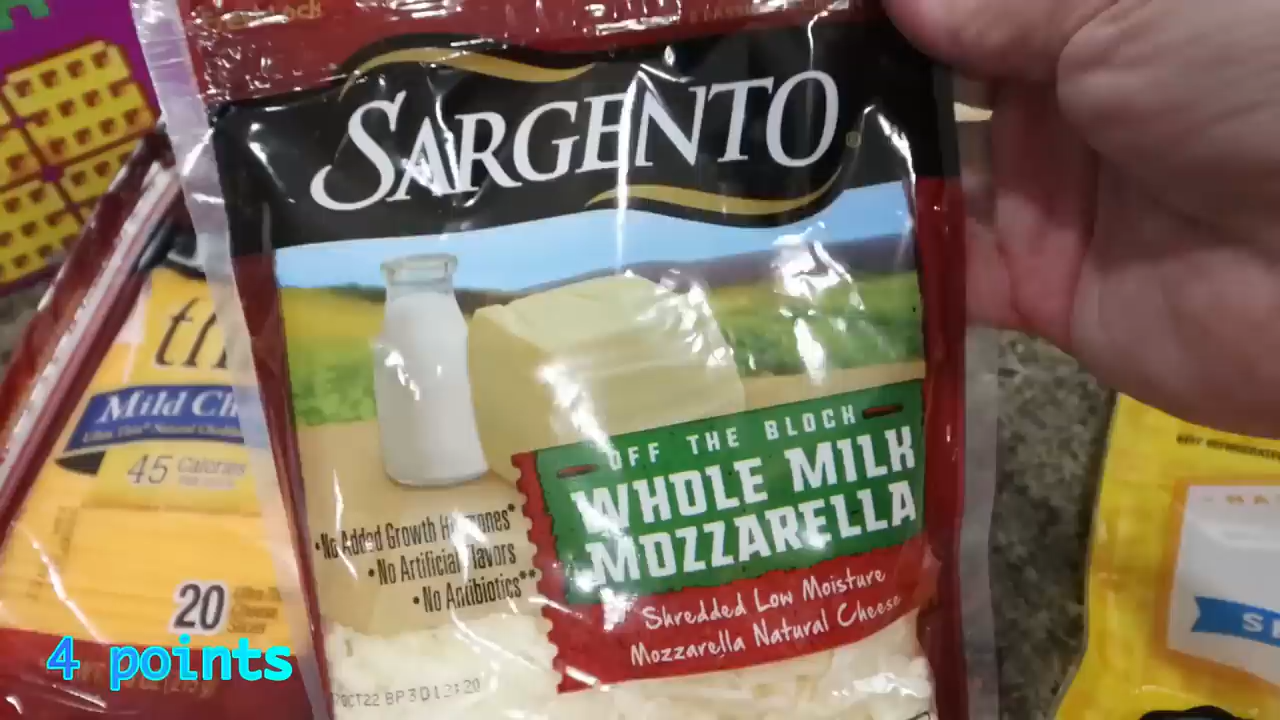 SARGENTO
OFF THE BLOCK
WHOLE MILK
MOZZARELLA
Shredded Low Moisture
Mozzarella Natural Cheese
•No Added Growth Hormones*
•No Artificial Flavors
•No Antibiotics**
Mild Ch
45 Calories
20
4 points